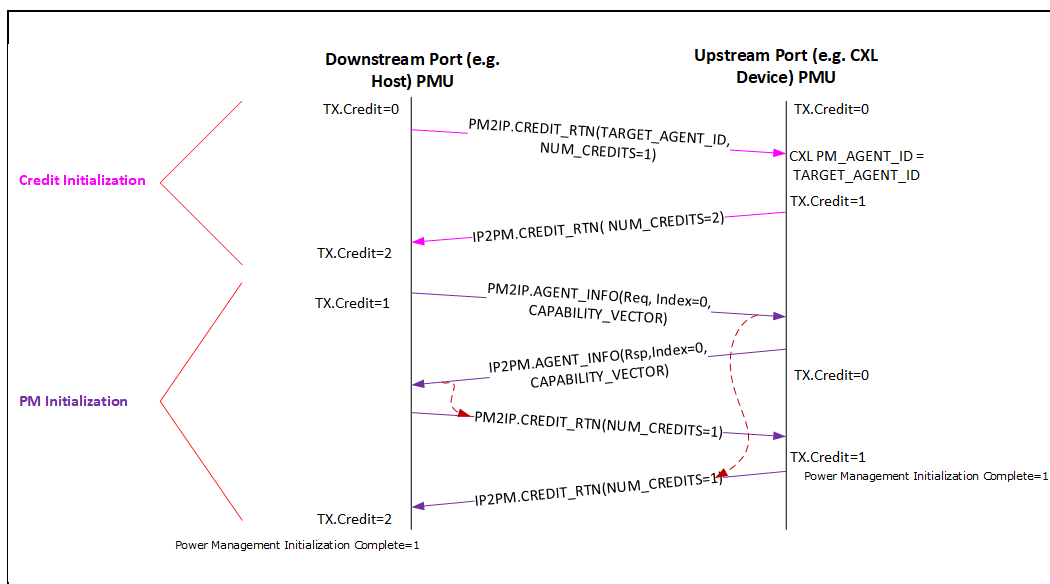 Downstream Port (e.g.
Host) PMU
Upstream Port (e.g. CXL
Device) PMU
TX.Credit=0
TX.Credit=0
PM2IP.CREDIT_RTN(TARGET_AGENT_ID,
NUM_CREDITS=1)
CXL PM_AGENT_ID =
TARGET_AGENT_ID
Credit Initialization
TX.Credit=1
IP2PM.CREDIT_RTN( NUM_CREDITS=2)
TX.Credit=2
PM2IP.AGENT_INFO(Req, Index=0,
CAPABILITY_VECTOR)
TX.Credit=1
IP2PM.AGENT_INFO(Rsp,Index=0,
CAPABILITY_VECTOR)
TX.Credit=0
PM Initialization
PM2IP.CREDIT_RTN(NUM_CREDITS=1)
TX.Credit=1
Power Management Initialization Complete=1
IP2PM.CREDIT_RTN(NUM_CREDITS=1)
TX.Credit=2
Power Management Initialization Complete=1